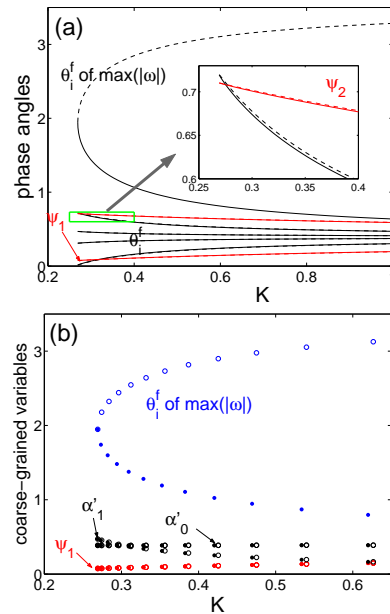 (a)
θ_i^f of max(|ω|)
ψ_2
0.7
0.6
0.5
0.25 0.3 0.35 0.4
ψ_1
θ_i^f
3
2
1
0
phase angles
0.2 0.4 0.6 0.8
K
(b)
θ_i^f of max(|ω|)
α'_1
α'_0
ψ_1
3
2
1
0
coarse-grained variables
0.2 0.3 0.4 0.5 0.6
K